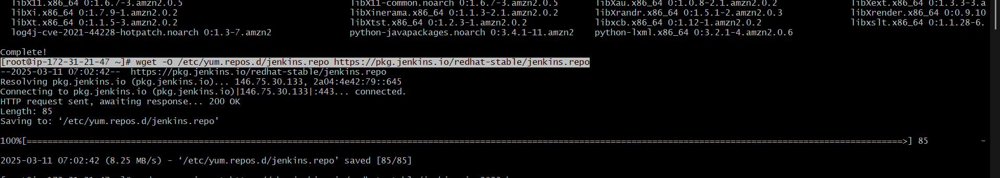 libX11.x86_64 0:1.6.7-3.amzn2.0.5 libX11-common.noarch 0:1.6.7-3.amzn2.0.5 libXau.x86_64 0:1.0.8-2.1.amzn2.0.2 libXext.x86_64 0:1.3.3-3.a
libXi.x86_64 0:1.7.9-1.amzn2.0.2 libXinerama.x86_64 0:1.1.3-2.1.amzn2.0.2 libXrandr.x86_64 0:1.5.1-2.amzn2.0.3 libXrender.x86_64 0:0.9.10
libXt.x86_64 0:1.1.5-3.amzn2.0.2 libXtst.x86_64 0:1.2.3-1.amzn2.0.2 libxcb.x86_64 0:1.12-1.amzn2.0.2 libxslt.x86_64 0:1.1.28-6.
log4j-cve-2021-44228-hotpatch.noarch 0:1.3-7.amzn2 python-javapackages.noarch 0:3.4.1-11.amzn2 python-lxml.x86_64 0:3.2.1-4.amzn2.0.6
Complete!
[root@ip-172-31-21-47 ~]# wget -O /etc/yum.repos.d/jenkins.repo https://pkg.jenkins.io/redhat-stable/jenkins.repo
--2025-03-11 07:02:42-- https://pkg.jenkins.io/redhat-stable/jenkins.repo
Resolving pkg.jenkins.io (pkg.jenkins.io)... 146.75.30.133, 2a04:4e42:79::645
Connecting to pkg.jenkins.io (pkg.jenkins.io)|146.75.30.133|:443... connected.
HTTP request sent, awaiting response... 200 OK
Length: 85
Saving to: ‘/etc/yum.repos.d/jenkins.repo’
100%[========================================================================================================================================================================>] 85 -
2025-03-11 07:02:42 (8.25 MB/s) - ‘/etc/yum.repos.d/jenkins.repo’ saved [85/85]